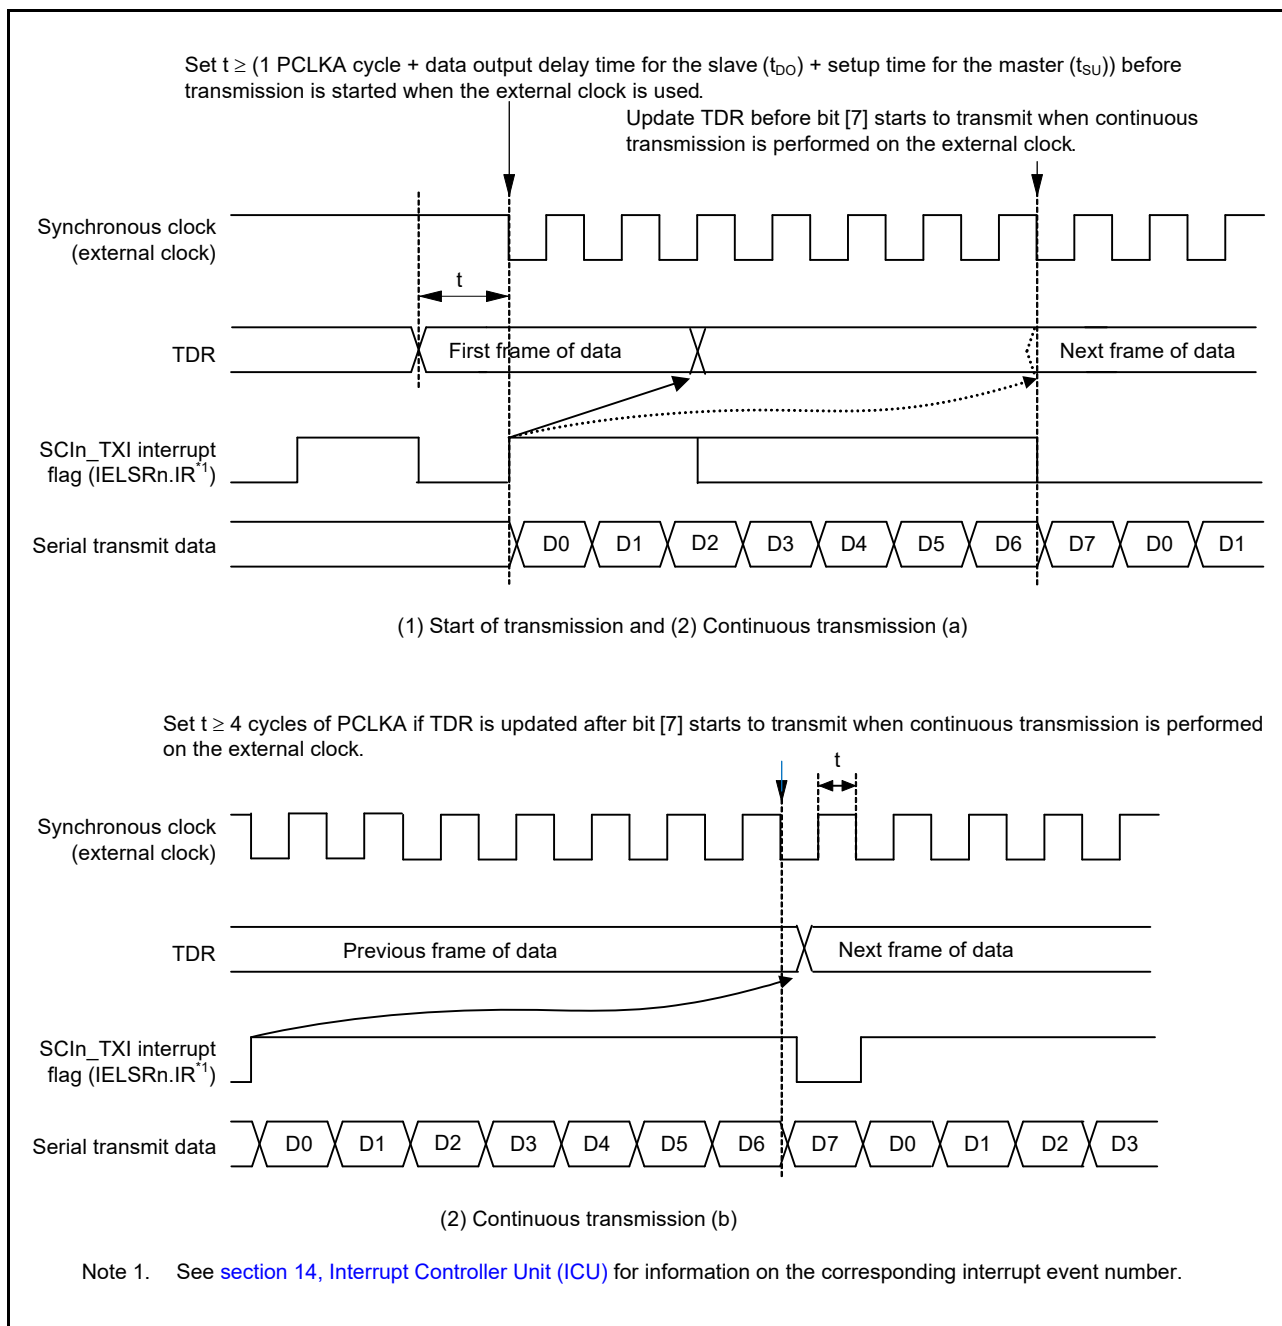 Set t ≥ (1 PCLKA cycle + data output delay time for the slave (tDO) + setup time for the master (tSU)) before
transmission is started when the external clock is used.
Update TDR before bit [7] starts to transmit when continuous
transmission is performed on the external clock.
Synchronous clock
(external clock)
t
TDR
First frame of data
Next frame of data
SCIn_TXI interrupt
flag (IELSRn.IR*1)
Serial transmit data
D0 D1 D2 D3 D4 D5 D6 D7 D0 D1
(1) Start of transmission and (2) Continuous transmission (a)
Set t ≥ 4 cycles of PCLKA if TDR is updated after bit [7] starts to transmit when continuous transmission is performed
on the external clock.
t
Synchronous clock
(external clock)
TDR
Previous frame of data
Next frame of data
SCIn_TXI interrupt
flag (IELSRn.IR*1)
Serial transmit data
D0 D1 D2 D3 D4 D5 D6 D7 D0 D1 D2 D3
(2) Continuous transmission (b)
Note 1. See section 14, Interrupt Controller Unit (ICU) for information on the corresponding interrupt event number.